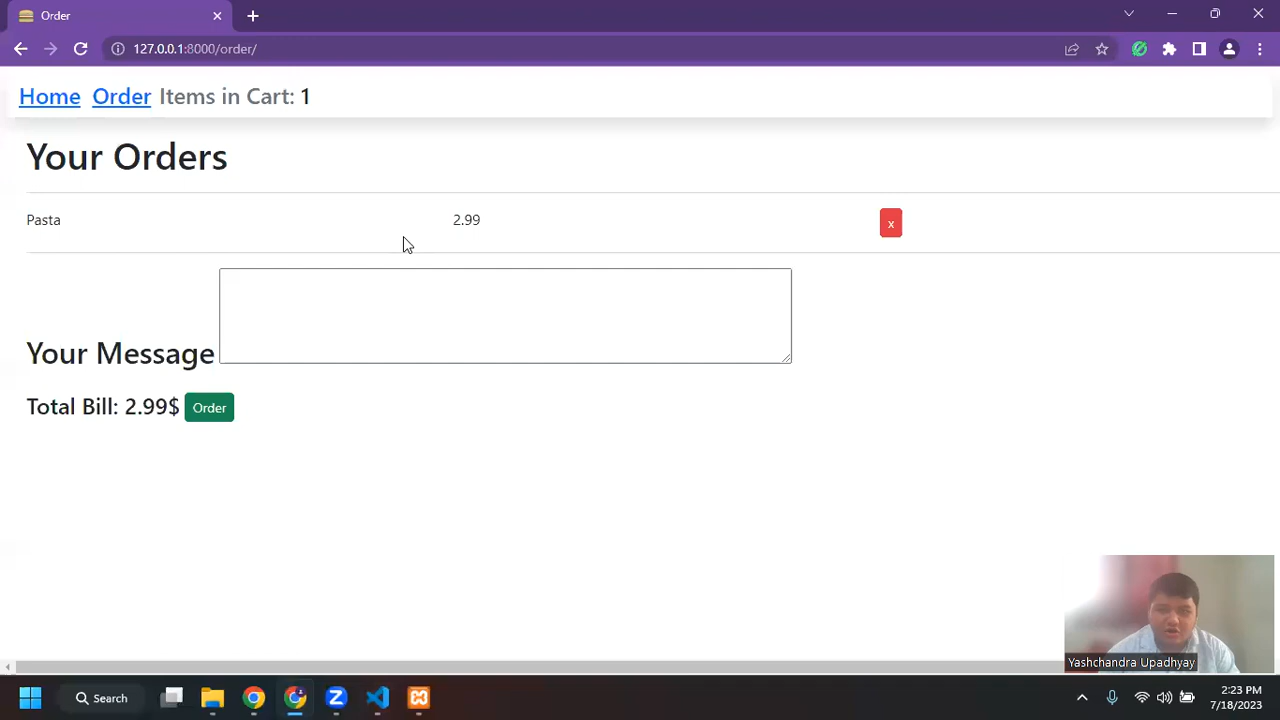 Order
127.0.0.1:8000/order/
Home Order Items in Cart: 1
Your Orders
Pasta 2.99 x
Your Message
Total Bill: 2.99$ Order
Yashchandra Upadhyay
Search
2:23 PM
7/18/2023